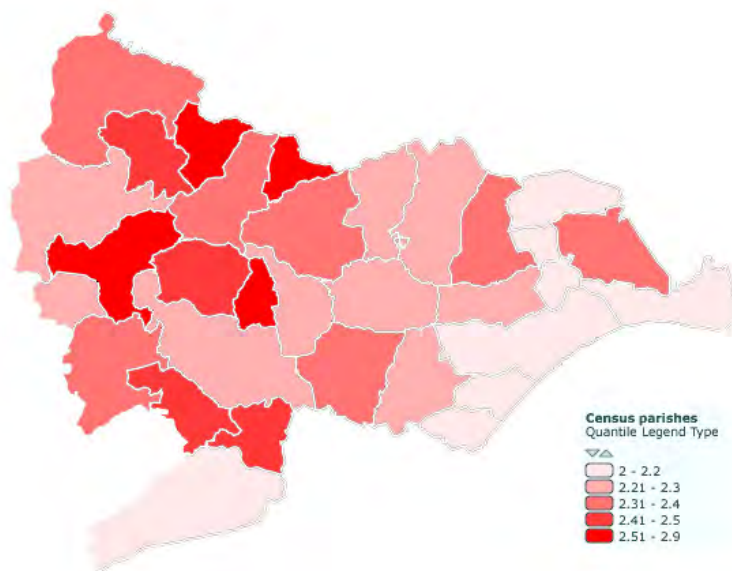 Census parishes
Quantile Legend Type
2 - 2.2
2.21 - 2.3
2.31 - 2.4
2.41 - 2.5
2.51 - 2.9